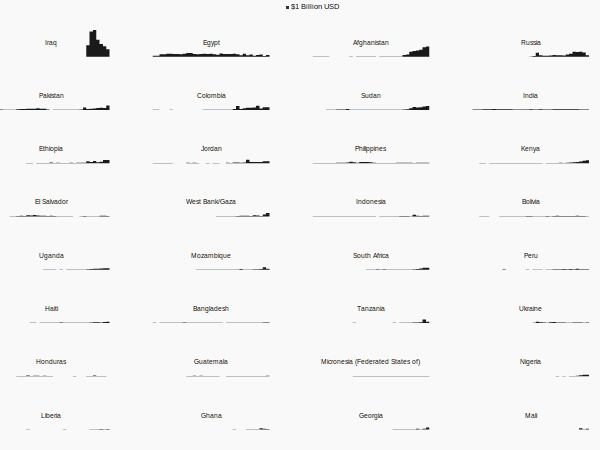 $1 Billion USD
Iraq Egypt Afghanistan Russia
Pakistan Colombia Sudan India
Ethiopia Jordan Philippines Kenya
El Salvador West Bank/Gaza Indonesia Bolivia
Uganda Mozambique South Africa Peru
Haiti Bangladesh Tanzania Ukraine
Honduras Guatemala Micronesia (Federated States of) Nigeria
Liberia Ghana Georgia Mali